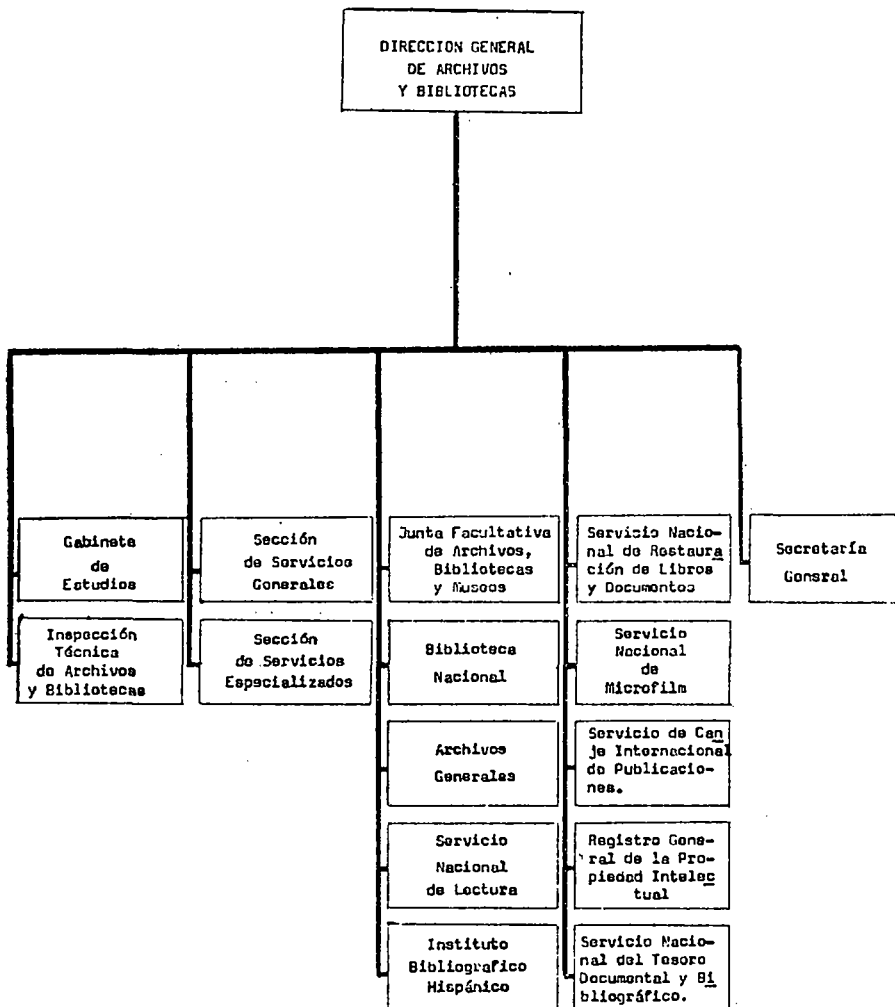 DIRECCION GENERAL
DE ARCHIVOS
Y BIBLIOTECAS
Gabinete
de
Estudios
Inspección
Técnica
de Archivos
y Bibliotecas
Sección
de Servicios
Generales
Sección
de Servicios
Especializados
Junta Facultativa
de Archivos,
Bibliotecas
y Museos
Biblioteca
Nacional
Archivos
Generales
Servicio
Nacional
de Lectura
Instituto
Bibliografico
Hispánico
Servicio Nacio-
nal de Restaura
ción de Libros
y Documentos
Servicio
Nacional
de
Microfilm
Servicio de Can
je Internacional
de Publicacio-
nes.
Registro Gene-
ral de la Pro-
piedad Intelec
tual
Servicio Nacio-
nal del Tesoro
Documental y Bi
bliográfico.
Secretaría
General